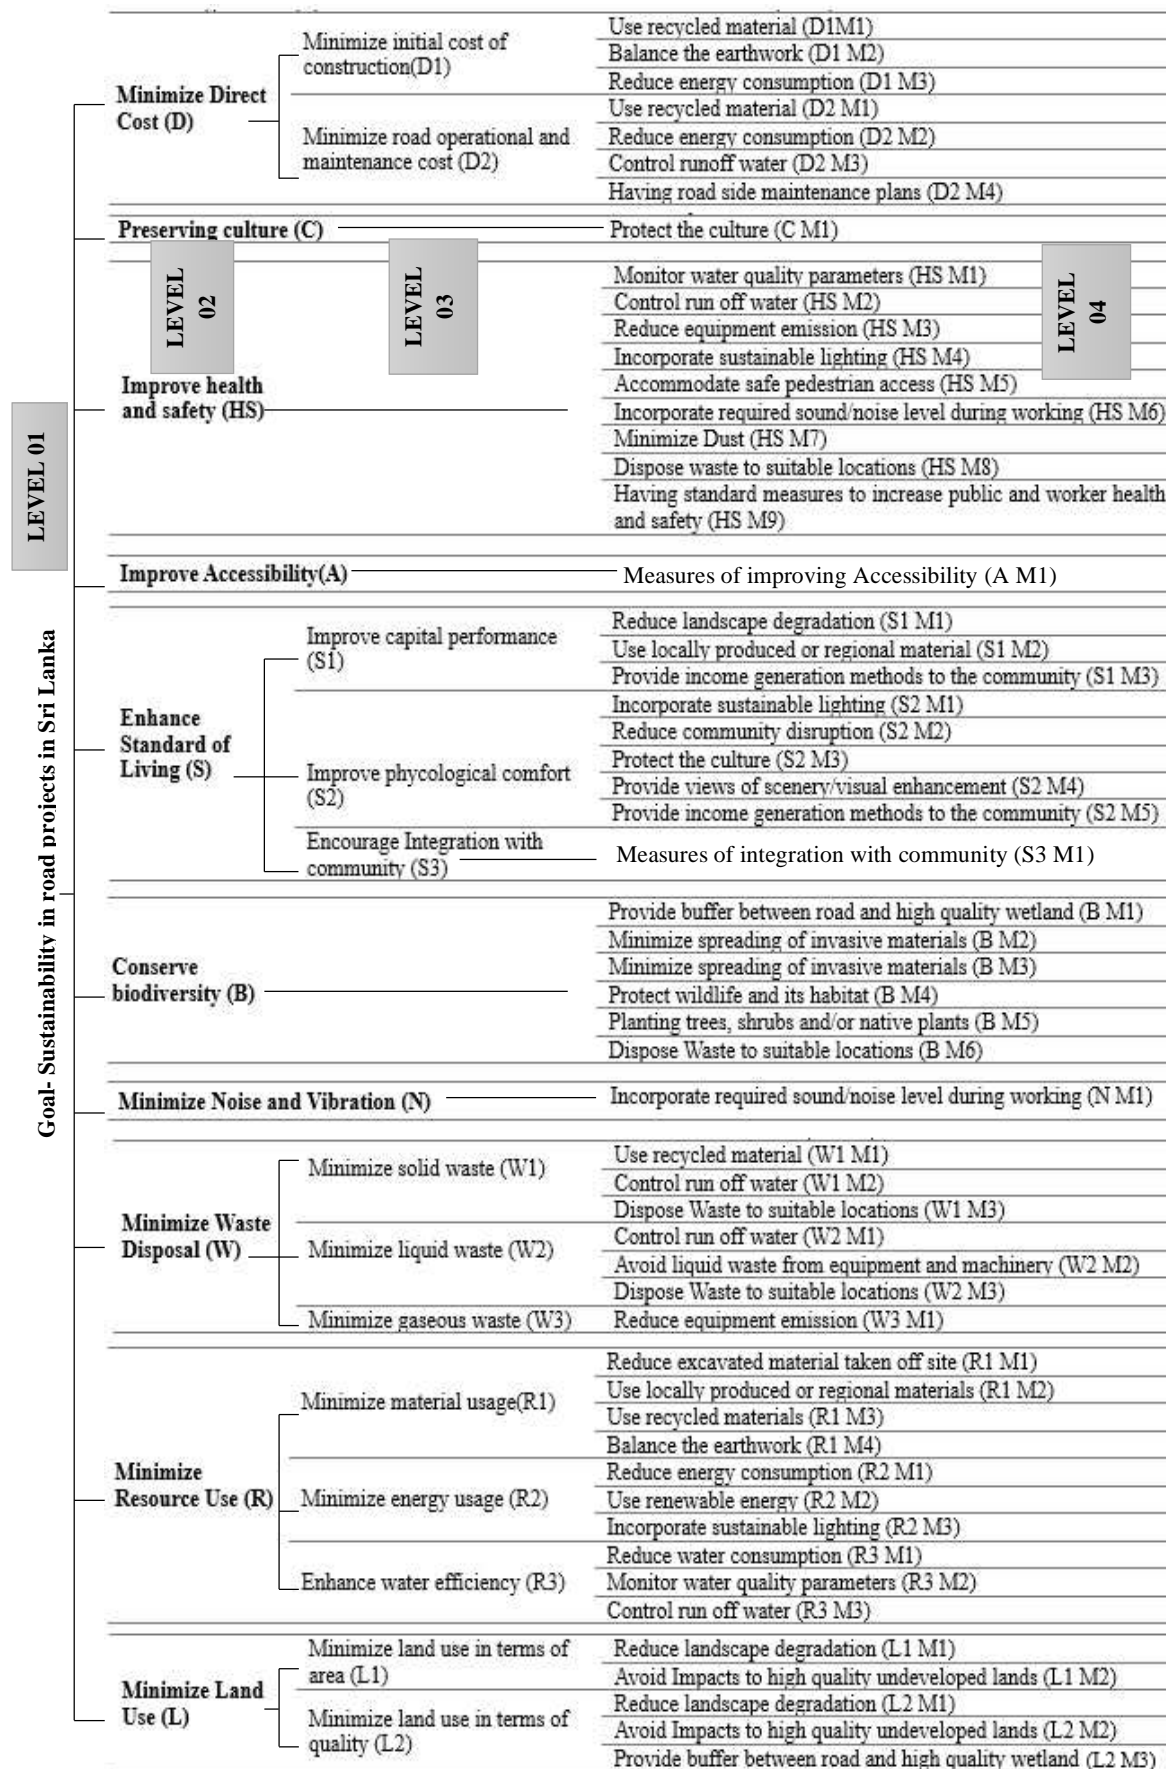 Minimize initial cost of
construction(D1)
Use recycled material (D1M1)
Balance the earthwork (D1 M2)
Reduce energy consumption (D1 M3)
Minimize Direct
Cost (D)
Minimize road operational and
maintenance cost (D2)
Use recycled material (D2 M1)
Reduce energy consumption (D2 M2)
Control runoff water (D2 M3)
Having road side maintenance plans (D2 M4)
Preserving culture (C)
Protect the culture (C M1)
LEVEL
02
LEVEL
03
LEVEL
04
Improve health
and safety (HS)
Monitor water quality parameters (HS M1)
Control run off water (HS M2)
Reduce equipment emission (HS M3)
Incorporate sustainable lighting (HS M4)
Accommodate safe pedestrian access (HS M5)
Incorporate required sound/noise level during working (HS M6)
Minimize Dust (HS M7)
Dispose waste to suitable locations (HS M8)
Having standard measures to increase public and worker health
and safety (HS M9)
LEVEL 01
Goal- Sustainability in road projects in Sri Lanka
Improve Accessibility(A)
Measures of improving Accessibility (A M1)
Enhance
Standard of
Living (S)
Improve capital performance
(S1)
Reduce landscape degradation (S1 M1)
Use locally produced or regional material (S1 M2)
Provide income generation methods to the community (S1 M3)
Improve phycological comfort
(S2)
Incorporate sustainable lighting (S2 M1)
Reduce community disruption (S2 M2)
Protect the culture (S2 M3)
Provide views of scenery/visual enhancement (S2 M4)
Provide income generation methods to the community (S2 M5)
Encourage Integration with
community (S3)
Measures of integration with community (S3 M1)
Conserve
biodiversity (B)
Provide buffer between road and high quality wetland (B M1)
Minimize spreading of invasive materials (B M2)
Minimize spreading of invasive materials (B M3)
Protect wildlife and its habitat (B M4)
Planting trees, shrubs and/or native plants (B M5)
Dispose Waste to suitable locations (B M6)
Minimize Noise and Vibration (N)
Incorporate required sound/noise level during working (N M1)
Minimize Waste
Disposal (W)
Minimize solid waste (W1)
Use recycled material (W1 M1)
Control run off water (W1 M2)
Dispose Waste to suitable locations (W1 M3)
Minimize liquid waste (W2)
Control run off water (W2 M1)
Avoid liquid waste from equipment and machinery (W2 M2)
Dispose Waste to suitable locations (W2 M3)
Minimize gaseous waste (W3)
Reduce equipment emission (W3 M1)
Minimize
Resource Use (R)
Minimize material usage(R1)
Reduce excavated material taken off site (R1 M1)
Use locally produced or regional materials (R1 M2)
Use recycled materials (R1 M3)
Balance the earthwork (R1 M4)
Minimize energy usage (R2)
Reduce energy consumption (R2 M1)
Use renewable energy (R2 M2)
Incorporate sustainable lighting (R2 M3)
Enhance water efficiency (R3)
Reduce water consumption (R3 M1)
Monitor water quality parameters (R3 M2)
Control run off water (R3 M3)
Minimize Land
Use (L)
Minimize land use in terms of
area (L1)
Reduce landscape degradation (L1 M1)
Avoid Impacts to high quality undeveloped lands (L1 M2)
Minimize land use in terms of
quality (L2)
Reduce landscape degradation (L2 M1)
Avoid Impacts to high quality undeveloped lands (L2 M2)
Provide buffer between road and high quality wetland (L2 M3)